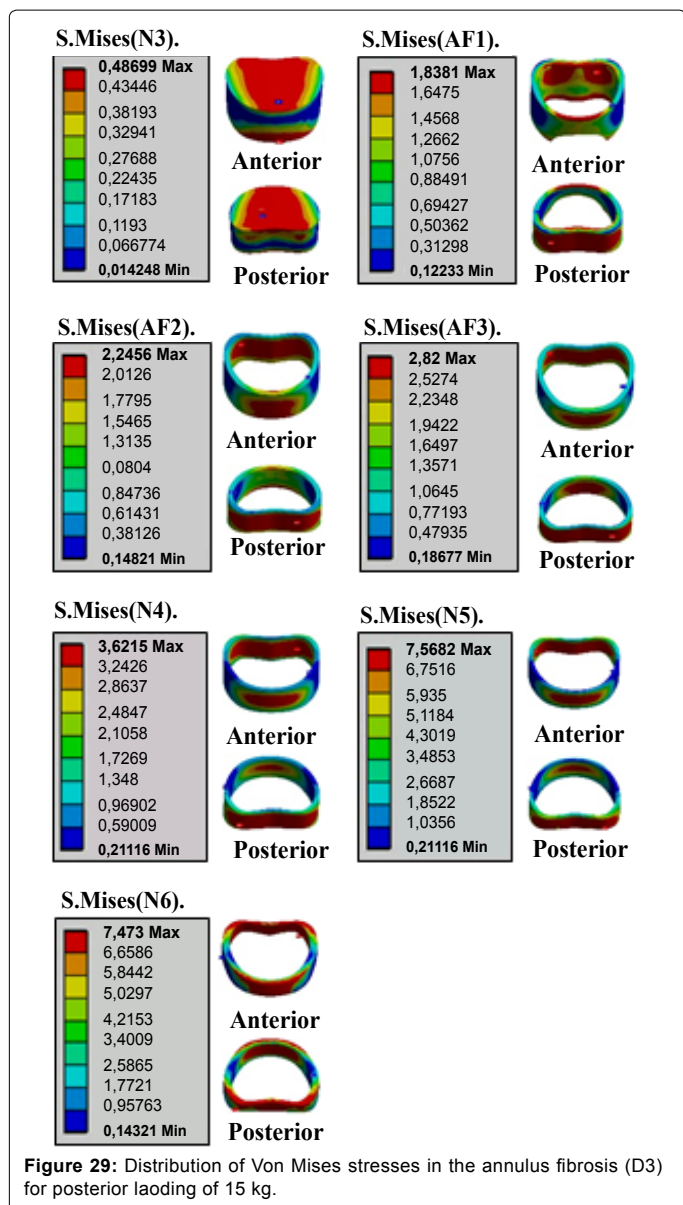 S.Mises(N3).
0,48699 Max
0,43446
0,38193
0,32941
0,27688
0,22435
0,17183
0,1193
0,066774
0,014248 Min
Anterior
Posterior
S.Mises(AF1).
1,8381 Max
1,6475
1,4568
1,2662
1,0756
0,88491
0,69427
0,50362
0,31298
0,12233 Min
Anterior
Posterior
S.Mises(AF2).
2,2456 Max
2,0126
1,7795
1,5465
1,3135
0,0804
0,84736
0,61431
0,38126
0,14821 Min
Anterior
Posterior
S.Mises(AF3).
2,82 Max
2,5274
2,2348
1,9422
1,6497
1,3571
1,0645
0,77193
0,47935
0,18677 Min
Anterior
Posterior
S.Mises(N4).
3,6215 Max
3,2426
2,8637
2,4847
2,1058
1,7269
1,348
0,96902
0,59009
0,21116 Min
Anterior
Posterior
S.Mises(N5).
7,5682 Max
6,7516
5,935
5,1184
4,3019
3,4853
2,6687
1,8522
1,0356
0,21116 Min
Anterior
Posterior
S.Mises(N6).
7,473 Max
6,6586
5,8442
5,0297
4,2153
3,4009
2,5865
1,7721
0,95763
0,14321 Min
Anterior
Posterior
Figure 29: Distribution of Von Mises stresses in the annulus fibrosis (D3)
for posterior laoding of 15 kg.